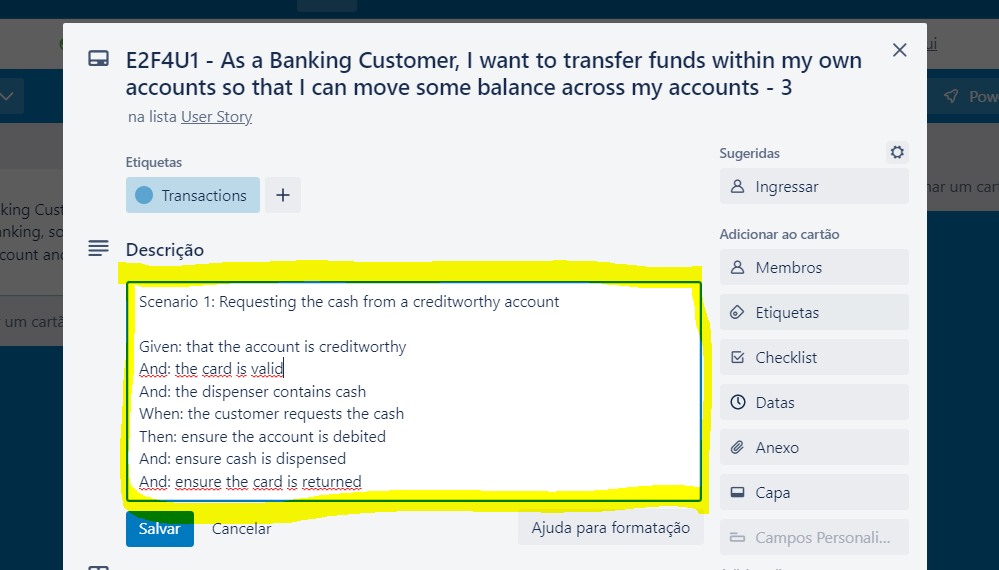 E2F4U1 - As a Banking Customer, I want to transfer funds within my own
accounts so that I can move some balance across my accounts - 3
na lista User Story
Etiquetas
Transactions
Descrição
Scenario 1: Requesting the cash from a creditworthy account
Given: that the account is creditworthy
And: the card is valid
And: the dispenser contains cash
When: the customer requests the cash
Then: ensure the account is debited
And: ensure cash is dispensed
And: ensure the card is returned
Salvar
Cancelar
Ajuda para formatação
Sugeridas
Ingressar
Adicionar ao cartão
Membros
Etiquetas
Checklist
Datas
Anexo
Capa
Campos Personali...
king Cust
anking, so
count and
um cartã
Pow
nar um cart